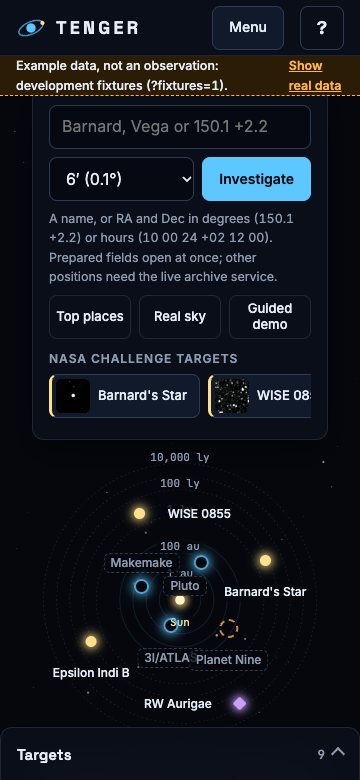 TENGER
Menu
?
Example data, not an observation:
development fixtures (?fixtures=1).
Show
real data
Barnard, Vega or 150.1 +2.2
6′ (0.1°)
Investigate
A name, or RA and Dec in degrees (150.1
+2.2) or hours (10 00 24 +02 12 00).
Prepared fields open at once; other
positions need the live archive service.
Top places
Real sky
Guided
demo
NASA CHALLENGE TARGETS
Barnard's Star
WISE 08
10,000 ly
100 ly
WISE 0855
100 au
Makemake
1 au
Pluto
Barnard's Star
Sun
3I/ATLAS
Planet Nine
Epsilon Indi B
RW Aurigae
Targets
9